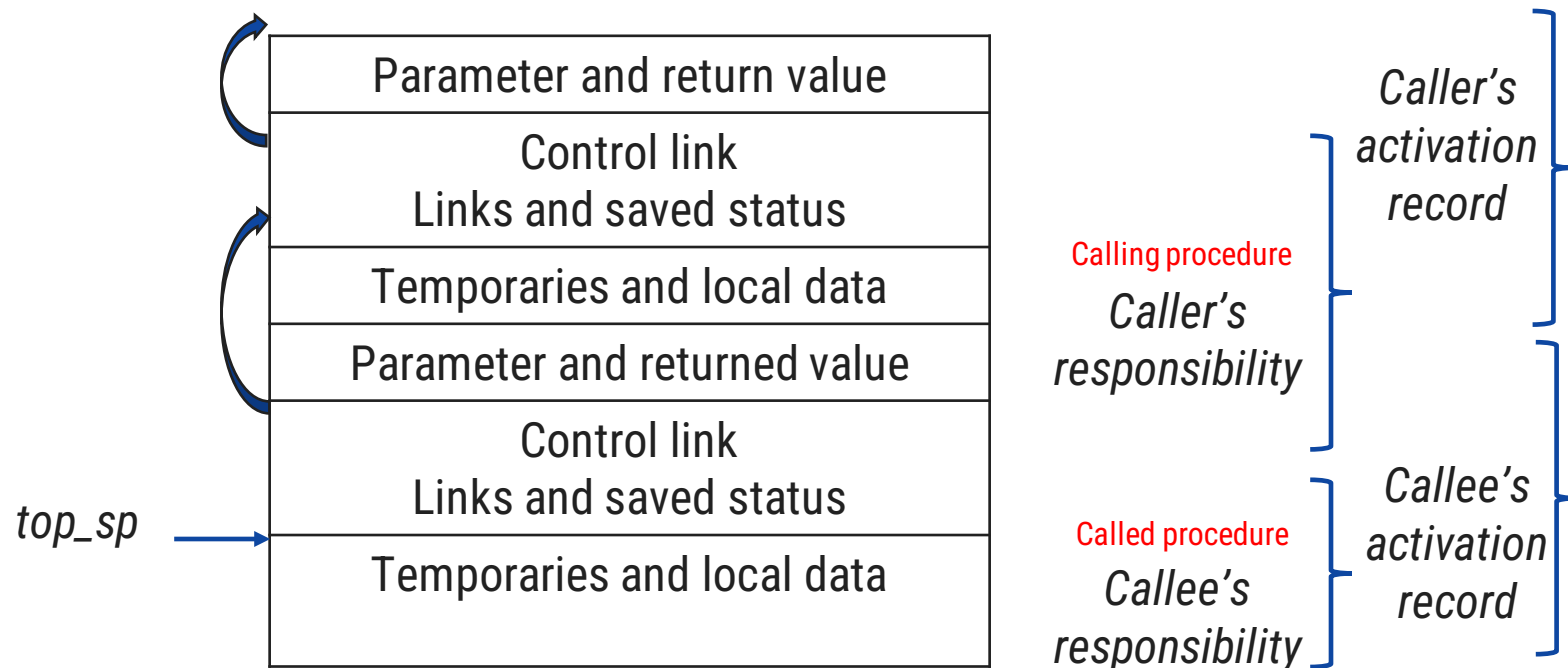 Parameter and return value
Control link
Links and saved status
Temporaries and local data
Parameter and returned value
Control link
Links and saved status
Temporaries and local data
top_sp
Calling procedure
Caller's
responsibility
Called procedure
Callee's
responsibility
Caller's
activation
record
Callee's
activation
record